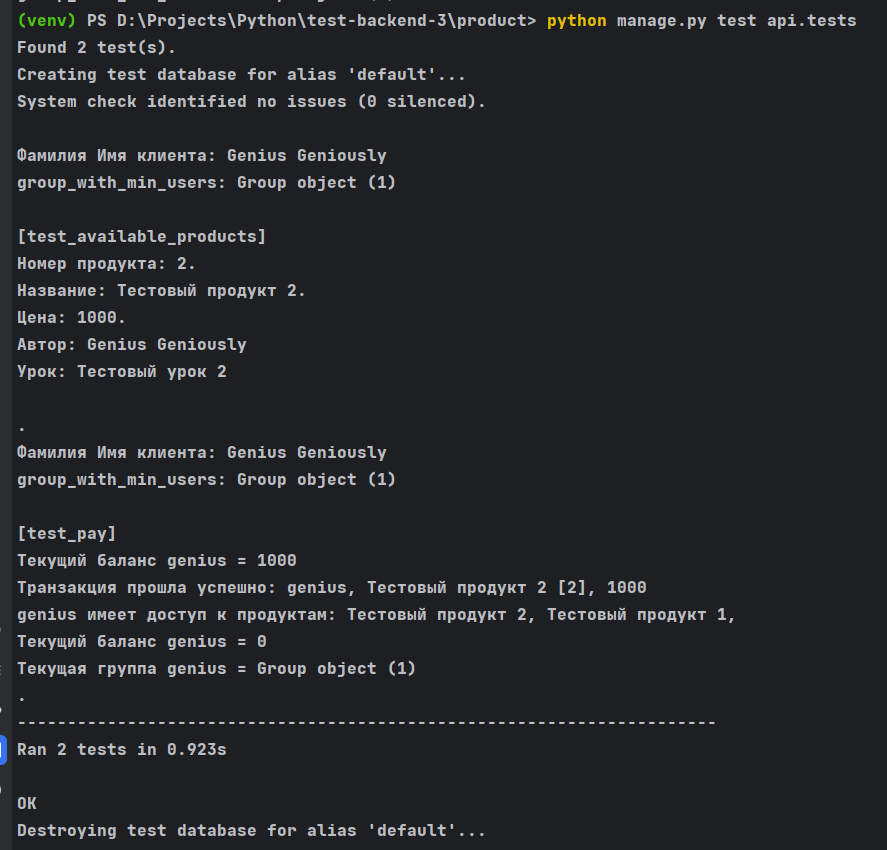 (venv) PS D:\Projects\Python\test-backend-3\product> python manage.py test api.tests
Found 2 test(s).
Creating test database for alias 'default'...
System check identified no issues (0 silenced).
Фамилия Имя клиента: Genius Geniously
group_with_min_users: Group object (1)
[test_available_products]
Номер продукта: 2.
Название: Тестовый продукт 2.
Цена: 1000.
Автор: Genius Geniously
Урок: Тестовый урок 2
.
Фамилия Имя клиента: Genius Geniously
group_with_min_users: Group object (1)
[test_pay]
Текущий баланс genius = 1000
Транзакция прошла успешно: genius, Тестовый продукт 2 [2], 1000
genius имеет доступ к продуктам: Тестовый продукт 2, Тестовый продукт 1,
Текущий баланс genius = 0
Текущая группа genius = Group object (1)
.
----------------------------------------------------------------------
Ran 2 tests in 0.923s
OK
Destroying test database for alias 'default'...